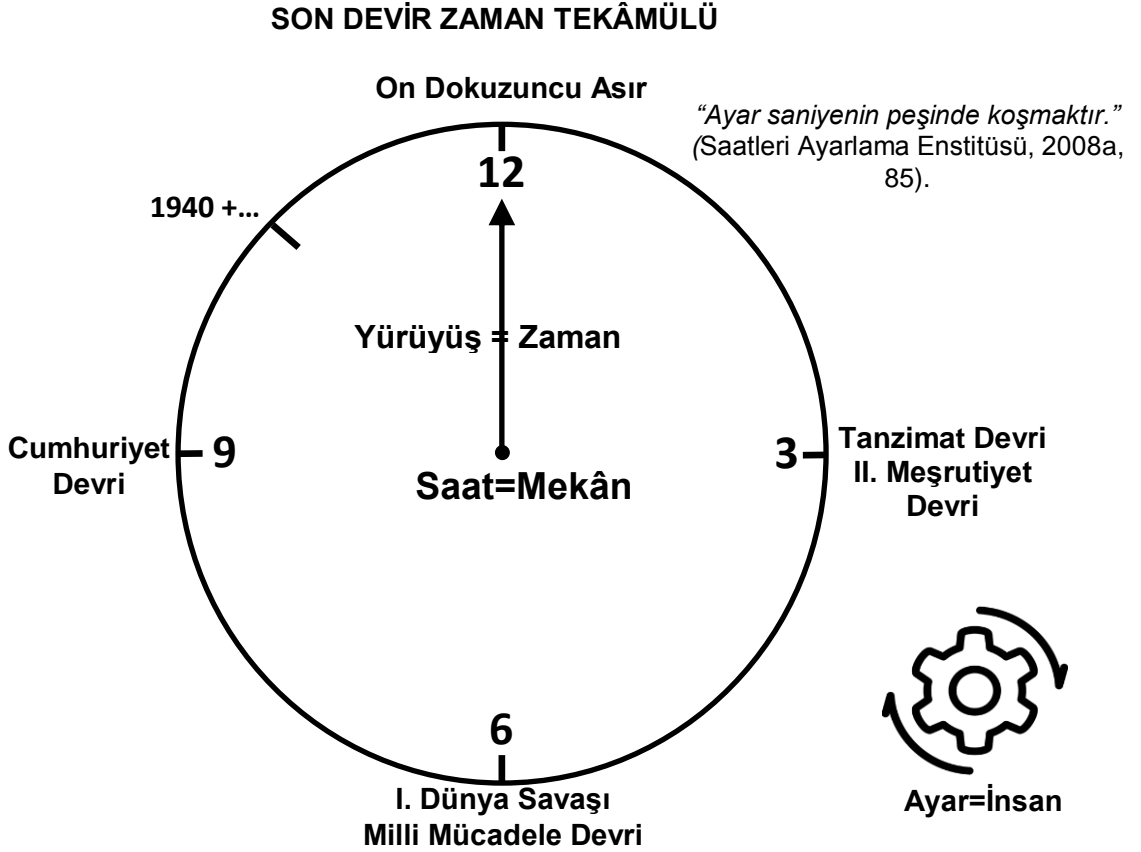 SON DEVİR ZAMAN TEKÂMÜLÜ
On Dokuzuncu Asır
“Ayar saniyenin peşinde koşmaktır.”
(Saatleri Ayarlama Enstitüsü, 2008a,
85).
12
1940 +...
Yürüyüş = Zaman
Cumhuriyet
Devri
9
Saat=Mekân
3
Tanzimat Devri
II. Meşrutiyet
Devri
6
I. Dünya Savaşı
Milli Mücadele Devri
Ayar=İnsan